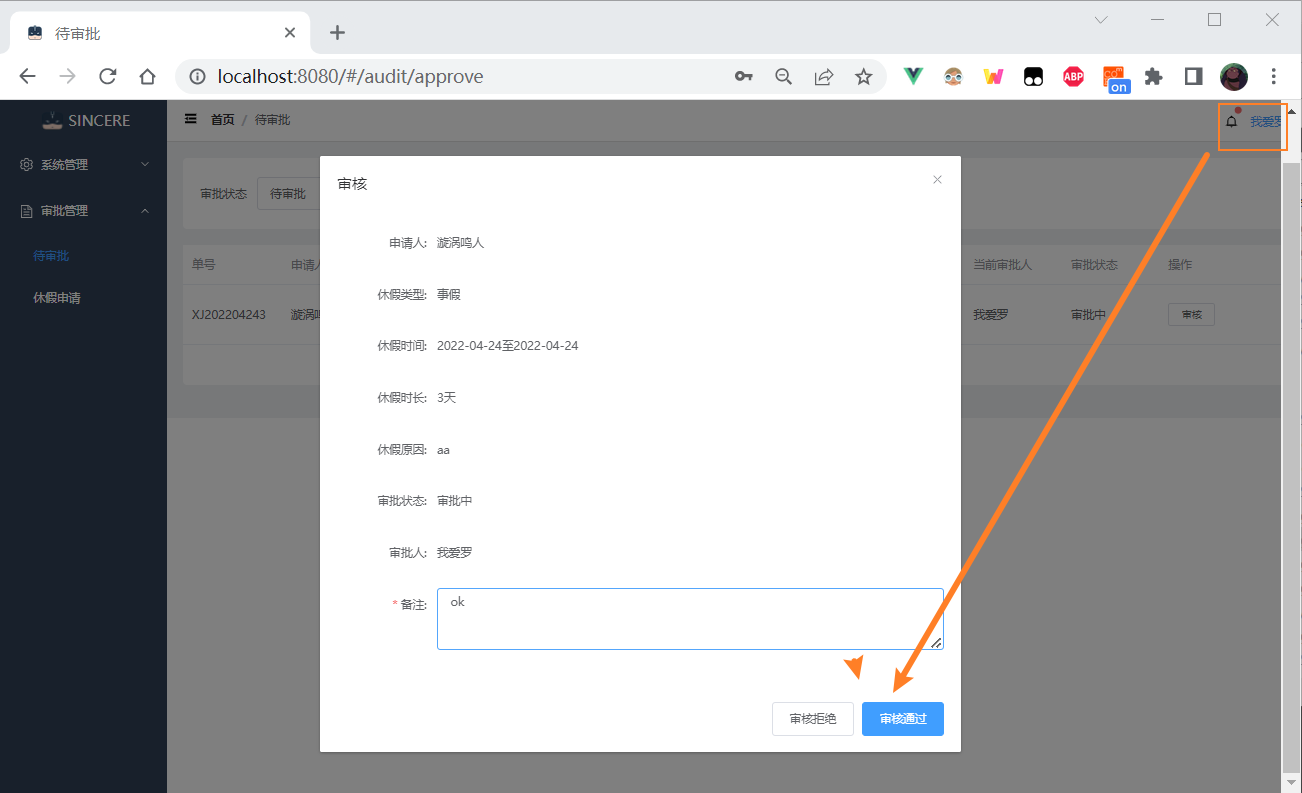 待审批
localhost:8080/#/audit/approve
ABP
on
SINCERE
首页 / 待审批
我爱罗
系统管理
审批管理
待审批
休假申请
审批状态 待审批
单号 申请人 当前审批人 审批状态 操作
XJ202204243 漩涡鸣 我爱罗 审批中 审核
审核
申请人: 漩涡鸣人
休假类型: 事假
休假时间: 2022-04-24至2022-04-24
休假时长: 3天
休假原因: aa
审批状态: 审批中
审批人: 我爱罗
* 备注: ok
审核拒绝 审核通过